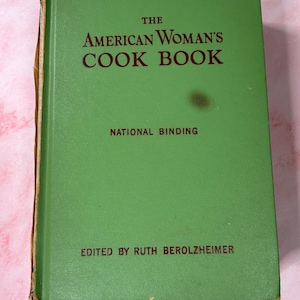 THE
AMERICAN WOMAN'S
COOK BOOK
NATIONAL BINDING
EDITED BY RUTH BEROLZHEIMER